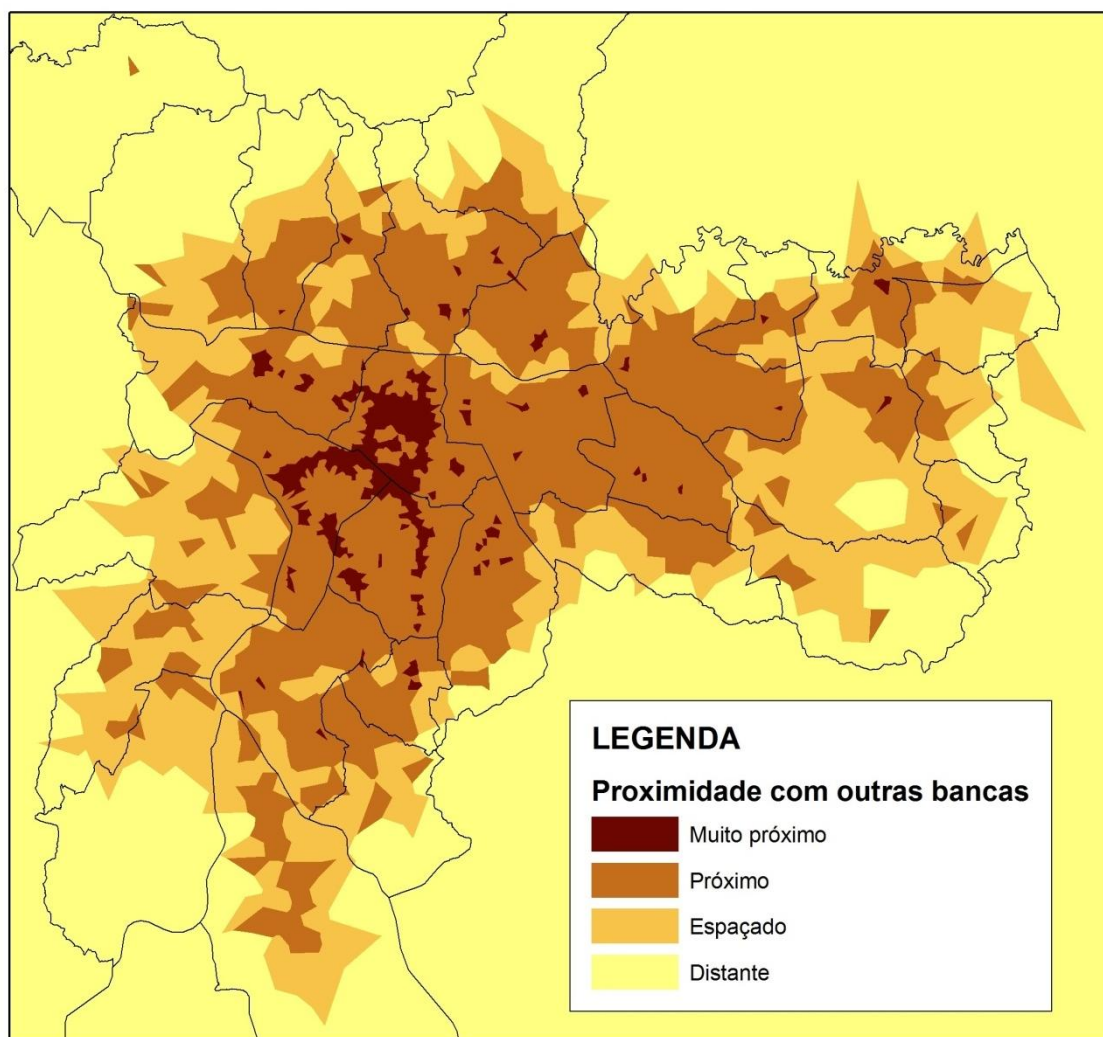 LEGENDA
Proximidade com outras bancas
Muito próximo
Próximo
Espaçado
Distante